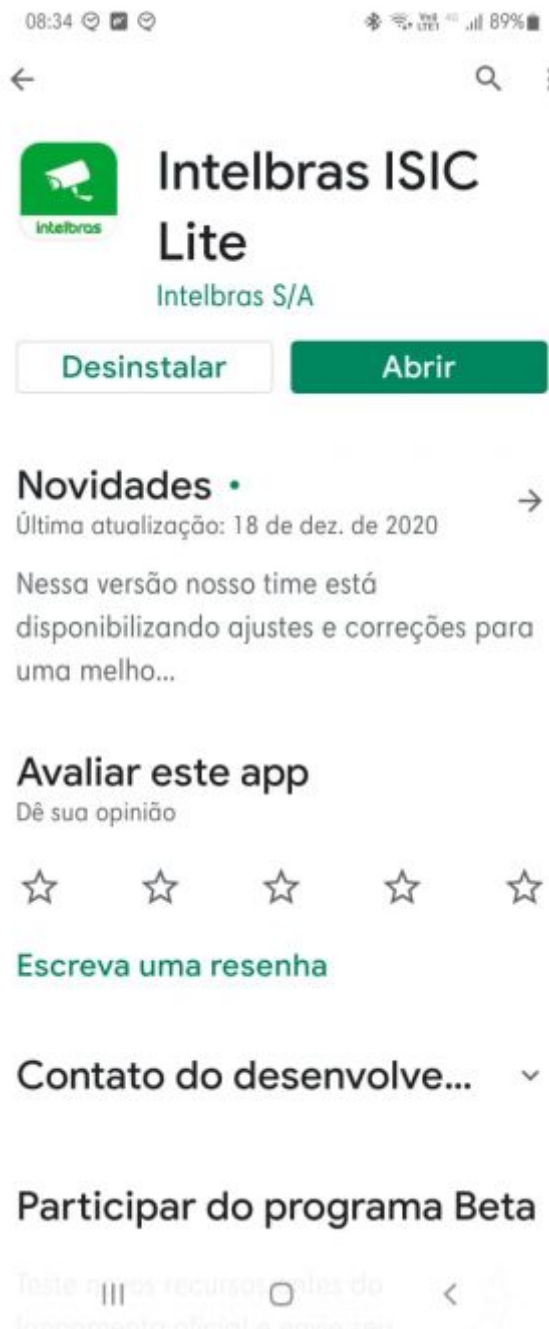 08:34 89%
intelbras
Intelbras ISIC
Lite
Intelbras S/A
Desinstalar
Abrir
Novidades •
Última atualização: 18 de dez. de 2020
Nessa versão nosso time está
disponibilizando ajustes e correções para
uma melho...
Avaliar este app
Dê sua opinião
Escreva uma resenha
Contato do desenvolve...
Participar do programa Beta